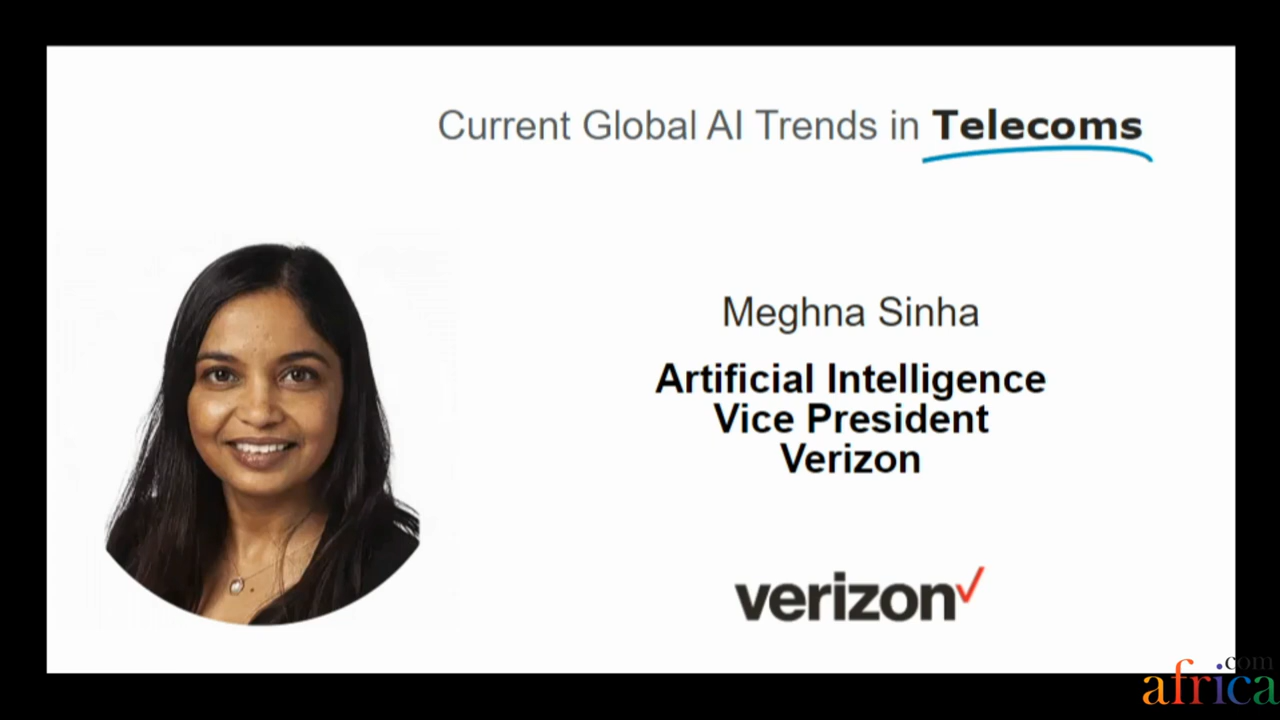 Current Global AI Trends in Telecoms
Meghna Sinha
Artificial Intelligence
Vice President
Verizon
verizon
com
africa